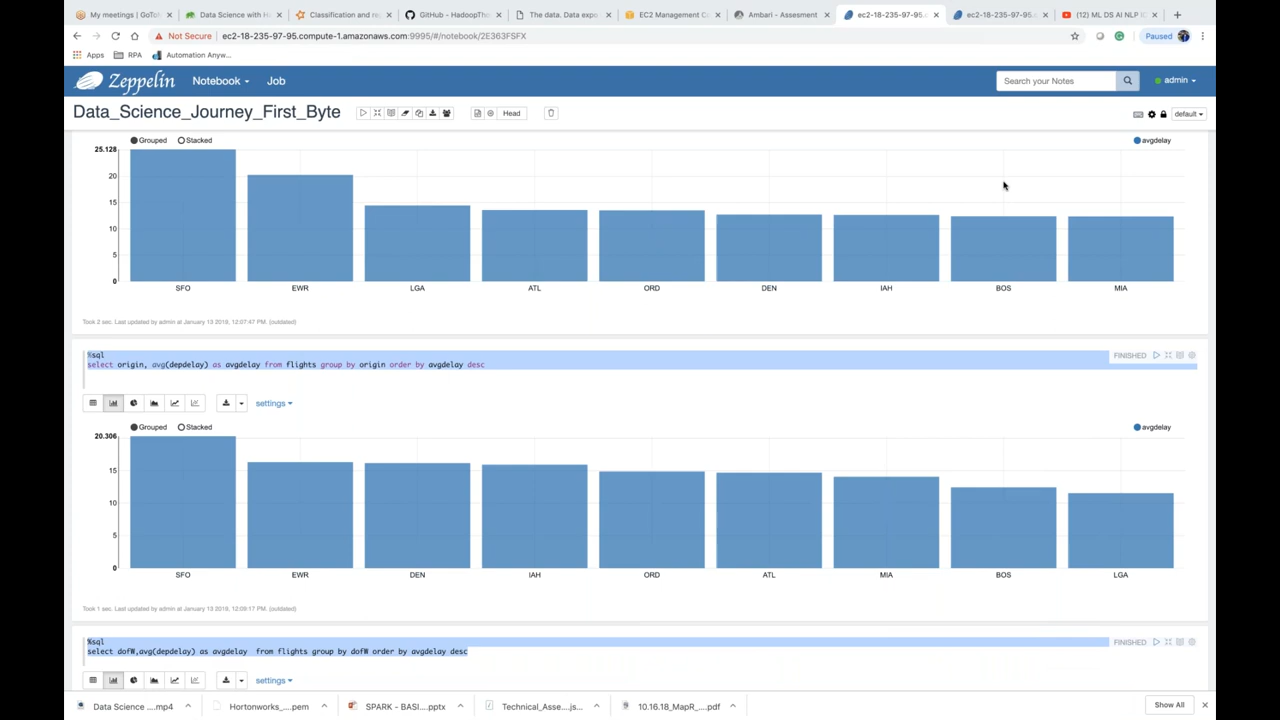 My meetings | GoToM
Data Science with Ha
Classification and reg
GitHub - HadoopTho
The data. Data expo
EC2 Management Co
Ambari - Assesment
ec2-18-235-97-95.c
ec2-18-235-97-95.c
(12) ML DS AI NLP IO
Not Secure | ec2-18-235-97-95.compute-1.amazonaws.com:9995/#/notebook/2E363FSFX
Paused
Apps
RPA
Automation Anyw...
Zeppelin
Notebook
Job
Search your Notes
admin
Data_Science_Journey_First_Byte
Head
default
Grouped
Stacked
avgdelay
25.128
20
15
10
5
0
SFO
EWR
LGA
ATL
ORD
DEN
IAH
BOS
MIA
Took 2 sec. Last updated by admin at January 13 2018, 12:07:47 PM. (outdated)
%sql
select origin, avg(depdelay) as avgdelay from flights group by origin order by avgdelay desc
FINISHED
settings
Grouped
Stacked
avgdelay
20.306
15
10
5
0
SFO
EWR
DEN
IAH
ORD
ATL
MIA
BOS
LGA
Took 1 sec. Last updated by admin at January 13 2018, 12:09:17 PM. (outdated)
%sql
select dofW,avg(depdelay) as avgdelay  from flights group by dofW order by avgdelay desc
FINISHED
settings
Data Science ....mp4
Hortonworks_....pem
SPARK - BASI....pptx
Technical_Asse....js...
10.16.18_MapR_....pdf
Show All